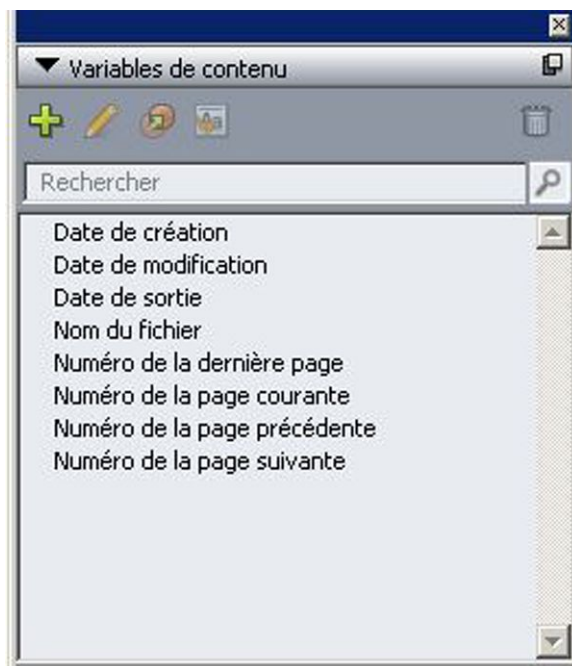 Variables de contenu
Rechercher
Date de création
Date de modification
Date de sortie
Nom du fichier
Numéro de la dernière page
Numéro de la page courante
Numéro de la page précédente
Numéro de la page suivante